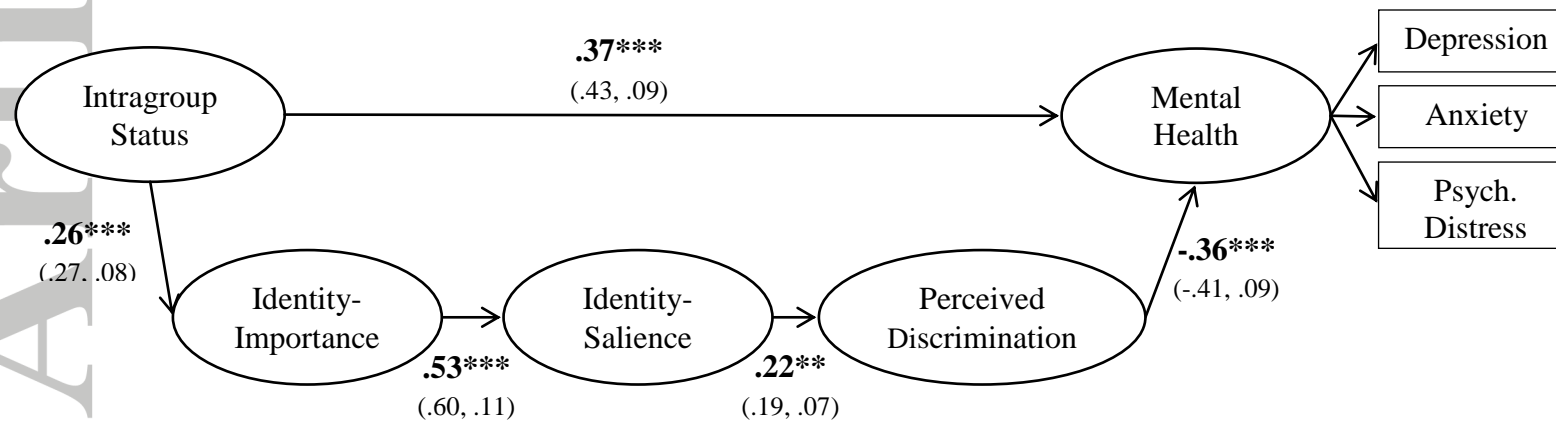 Depression
.37***
(.43, .09)
Intragroup
Status
Mental
Health
Anxiety
Psych.
Distress
.26***
(.27, .08)
-.36***
(-.41, .09)
Identity-
Importance
Identity-
Salience
Perceived
Discrimination
.53***
(.60, .11)
.22**
(.19, .07)